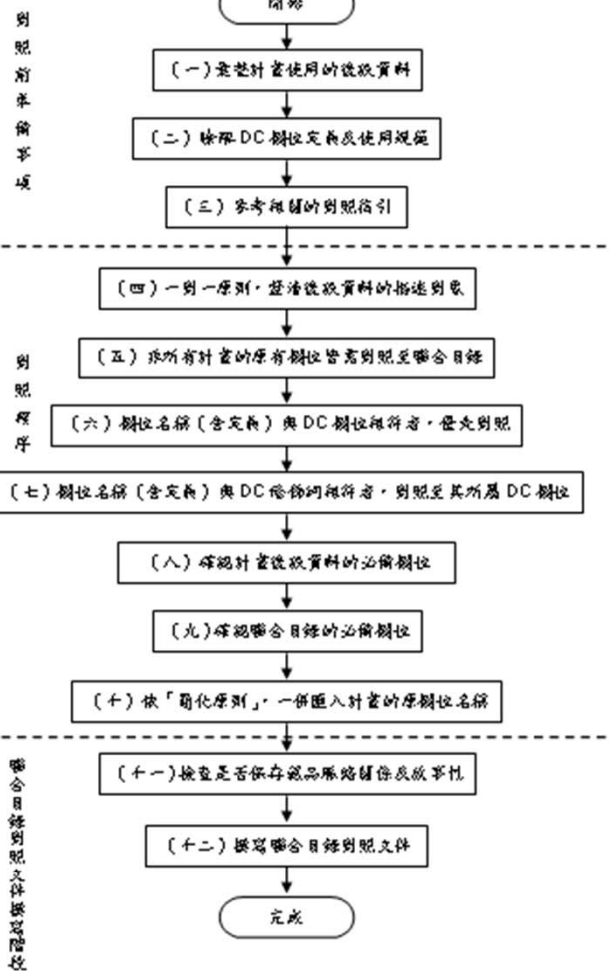 開始
對照前準備事項
(一)彙整計畫使用的後設資料
(二)瞭解DC欄位定義及使用規範
(三)參考相關的對照指引
對照程序
(四)一對一原則,釐清後設資料的描述對象
(五)非所有計畫的原有欄位皆需對照至聯合目錄
(六)欄位名稱(含定義)與DC欄位相符者,優先對照
(七)欄位名稱(含定義)與DC修飾詞相符者,對照至其所屬DC欄位
(八)確認計畫後設資料的必備欄位
(九)確認聯合目錄的必備欄位
(十)依「簡化原則」,一併匯入計畫的原欄位名稱
聯合目錄對照文件撰寫階段
(十一)檢查是否保存藏品脈絡關係及故事性
(十二)撰寫聯合目錄對照文件
完成